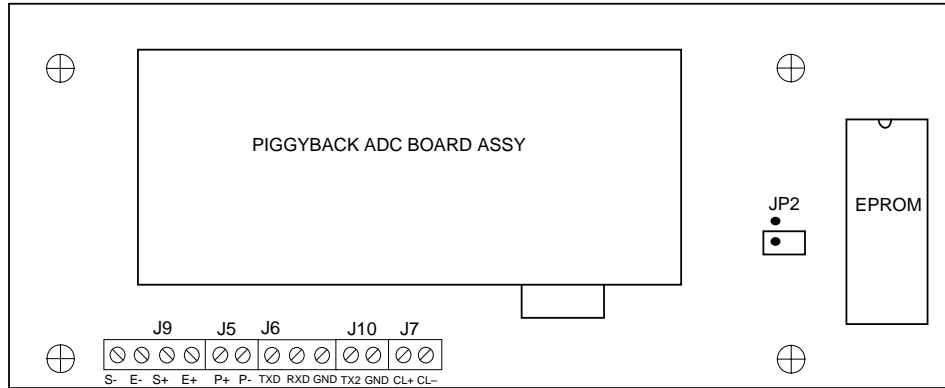 PIGGYBACK ADC BOARD ASSY
JP2
EPROM
J9 J5 J6 J10 J7
S- E- S+ E+ P+ P- TXD RXD GND TX2 GND CL+ CL–